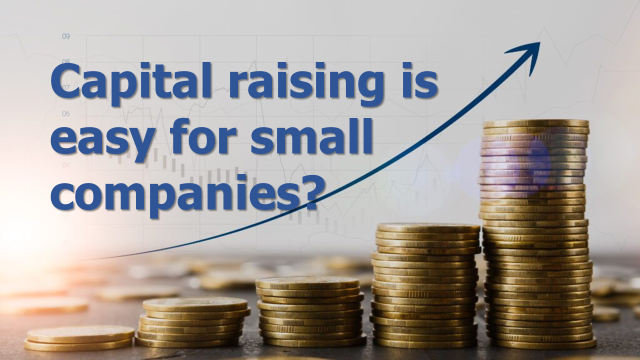 Capital raising is
easy for small
companies?